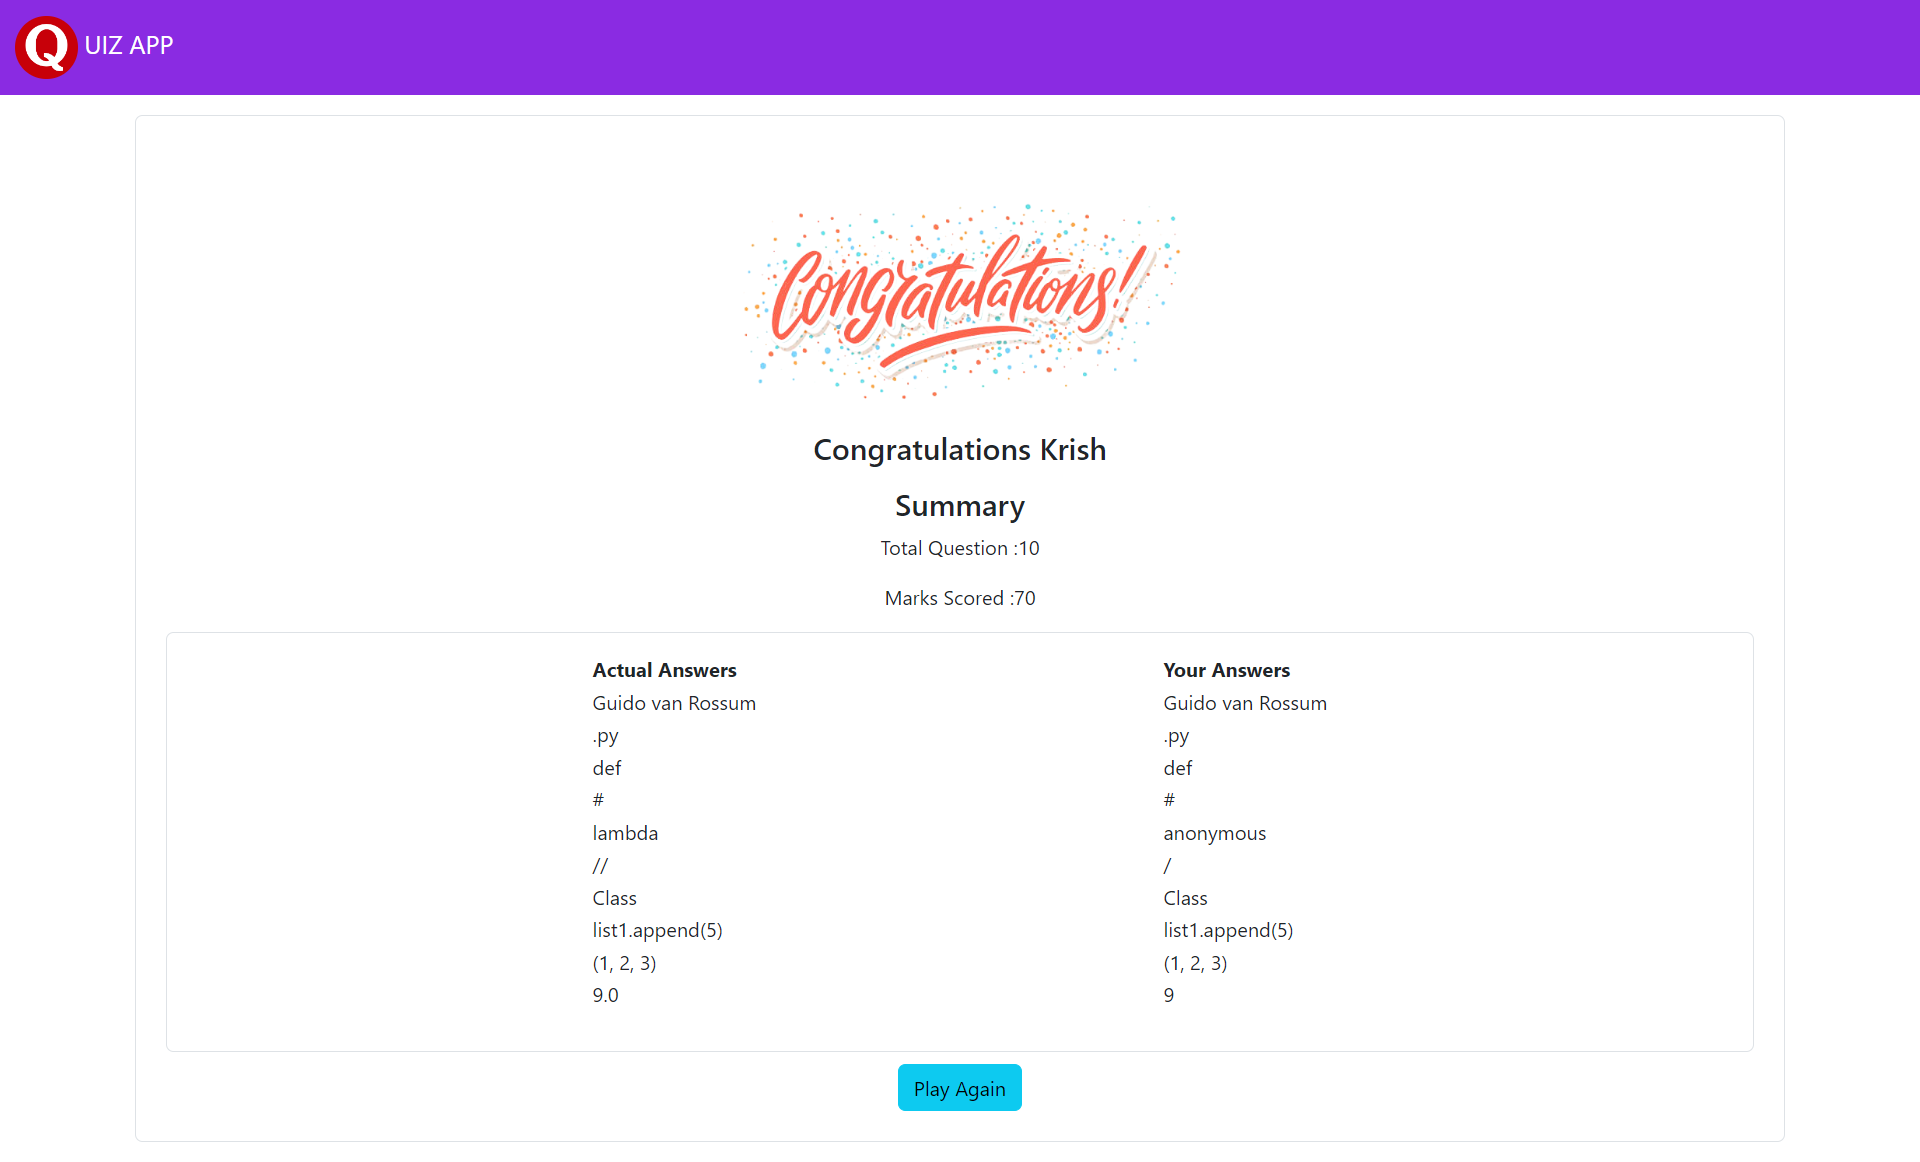 Q UIZ APP
Congratulations!
Congratulations Krish
Summary
Total Question :10
Marks Scored :70
Actual Answers Your Answers
Guido van Rossum Guido van Rossum
.py .py
def def
# #
lambda anonymous
// /
Class Class
list1.append(5) list1.append(5)
(1, 2, 3) (1, 2, 3)
9.0 9
Play Again